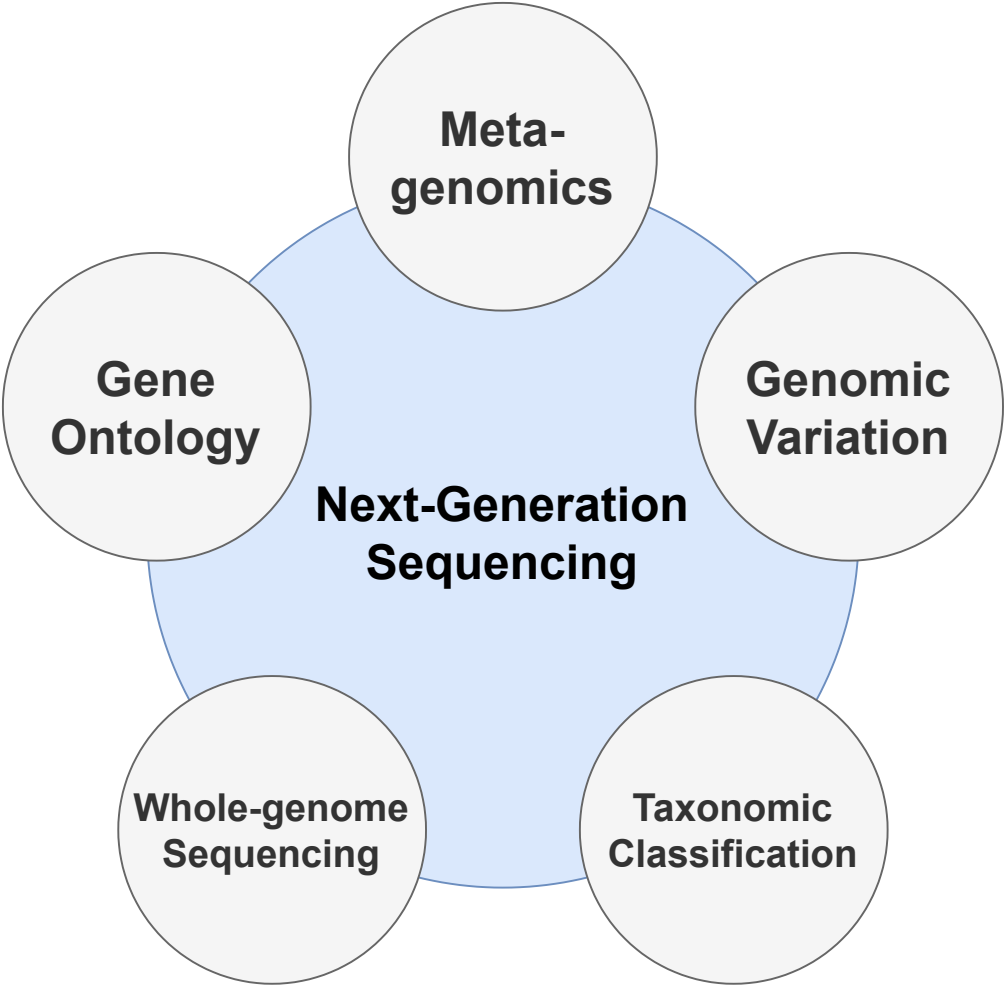 Meta-
genomics
Gene
Ontology
Genomic
Variation
Next-Generation
Sequencing
Whole-genome
Sequencing
Taxonomic
Classification